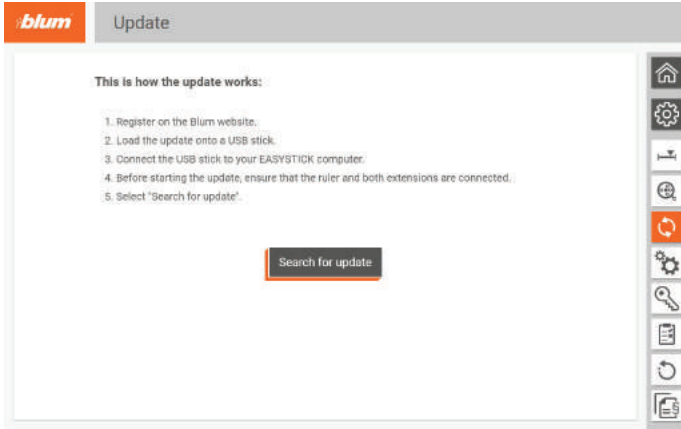 blum
Update
This is how the update works:
1. Register on the Blum website.
2. Load the update onto a USB stick.
3. Connect the USB stick to your EASYSTICK computer.
4. Before starting the update, ensure that the ruler and both extensions are connected.
5. Select "Search for update".
Search for update